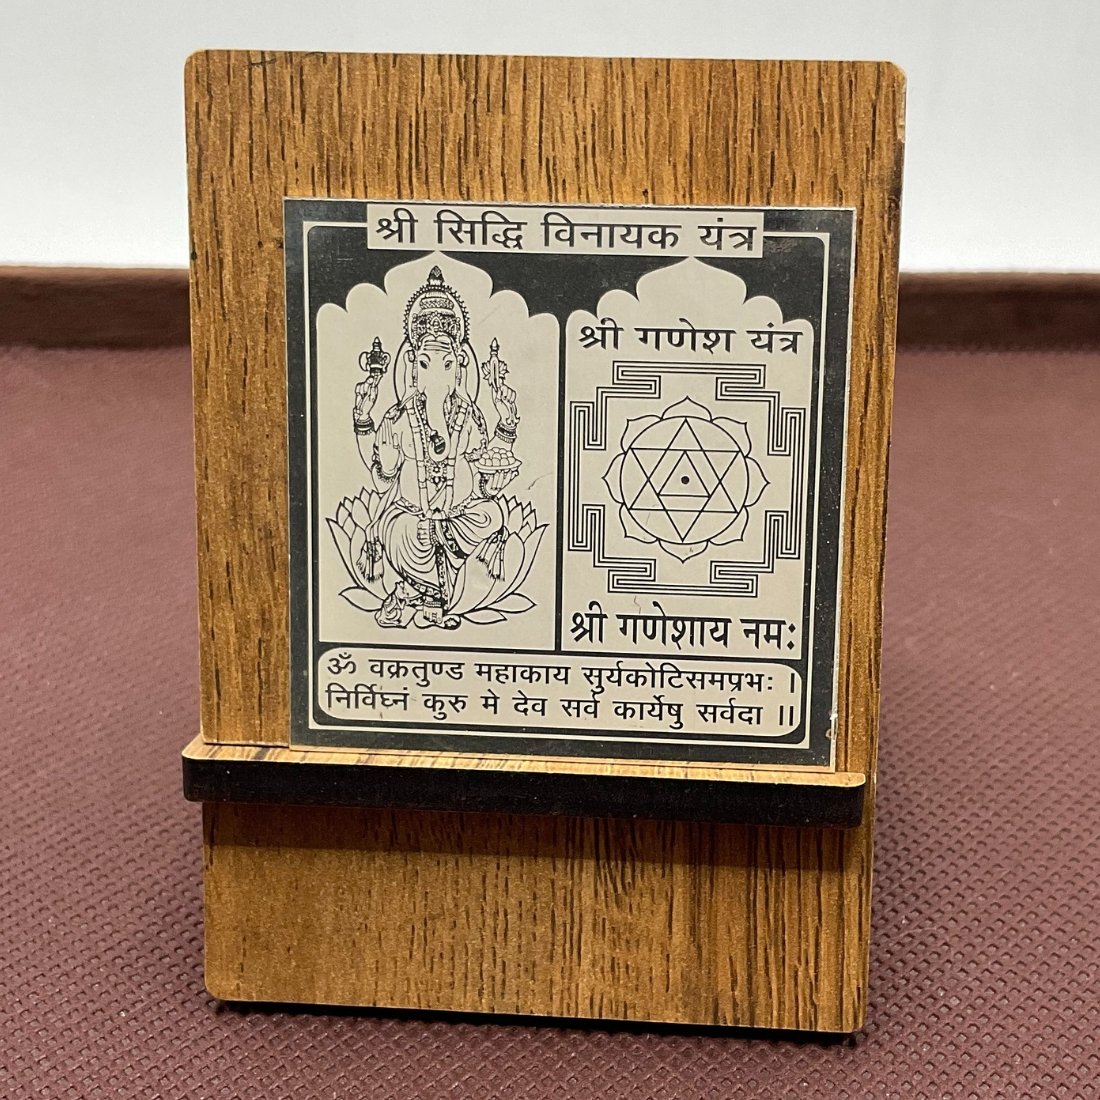 श्री सिद्धि विनायक यंत्र
श्री गणेश यंत्र
श्री गणेशाय नमः
ॐ वक्रतुण्ड महाकाय सुर्यकोटिसमप्रभः ।
निर्विघ्नं कुरु मे देव सर्व कार्येषु सर्वदा ॥